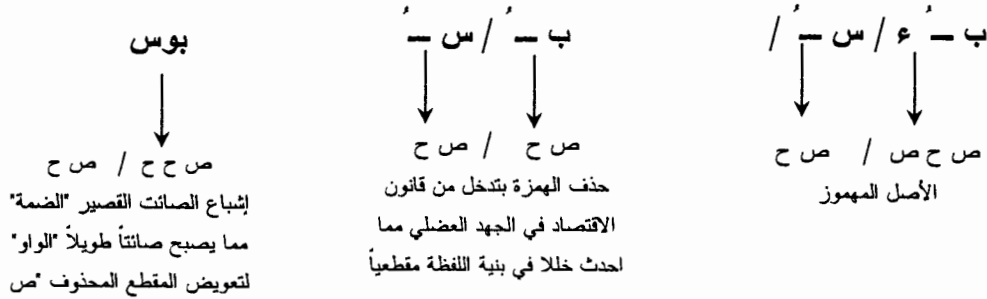 ب ـُ ء / س ـُ /
ص ح ص / ص ح
الأصل المهموز
ب ـُ / س ـُ
ص ح / ص ح
حذف الهمزة بتدخل من قانون
الاقتصاد في الجهد العضلي مما
احدث خللا في بنية اللفظة مقطعياً
بوس
ص ح ح / ص ح
إشباع الصائت القصير "الضمة"
مما يصبح صائتاً طويلاً "الواو"
لتعويض المقطع المحذوف "ص